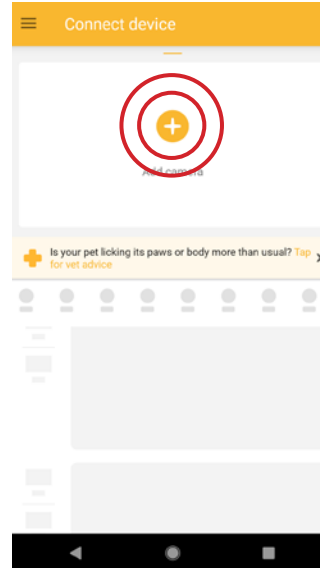 Connect device
Add camera
Is your pet licking its paws or body more than usual? Tap
for vet advice